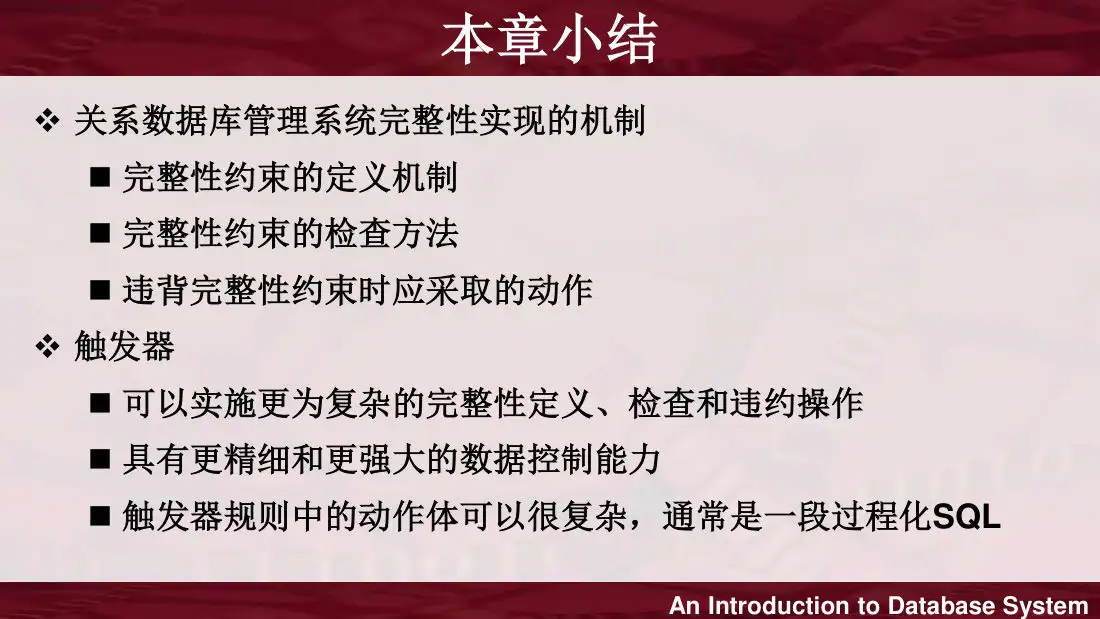 本章小结
❖ 关系数据库管理系统完整性实现的机制
■ 完整性约束的定义机制
■ 完整性约束的检查方法
■ 违背完整性约束时应采取的动作
❖ 触发器
■ 可以实施更为复杂的完整性定义、检查和违约操作
■ 具有更精细和更强大的数据控制能力
■ 触发器规则中的动作体可以很复杂，通常是一段过程化SQL
An Introduction to Database System